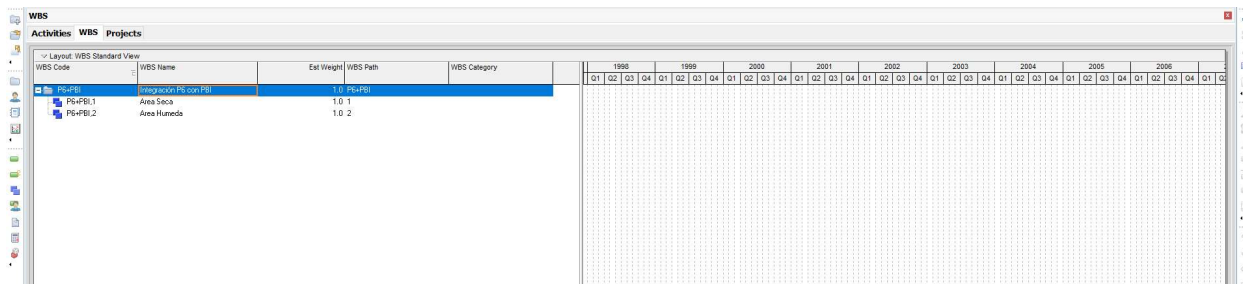 WBS
Activities WBS Projects
Layout: WBS Standard View
WBS Code WBS Name Est Weight WBS Path WBS Category
1998 1999 2000 2001 2002 2003 2004 2005 2006
Q1 Q2 Q3 Q4 Q1 Q2 Q3 Q4 Q1 Q2 Q3 Q4 Q1 Q2 Q3 Q4 Q1 Q2 Q3 Q4 Q1 Q2 Q3 Q4 Q1 Q2 Q3 Q4 Q1 Q2 Q3 Q4 Q1 Q2 Q3 Q4 Q1
P6+PBI Integración P6 con PBI 1.0 P6+PBI
P6+PBI,1 Area Seca 1.0 1
P6+PBI,2 Area Humeda 1.0 2